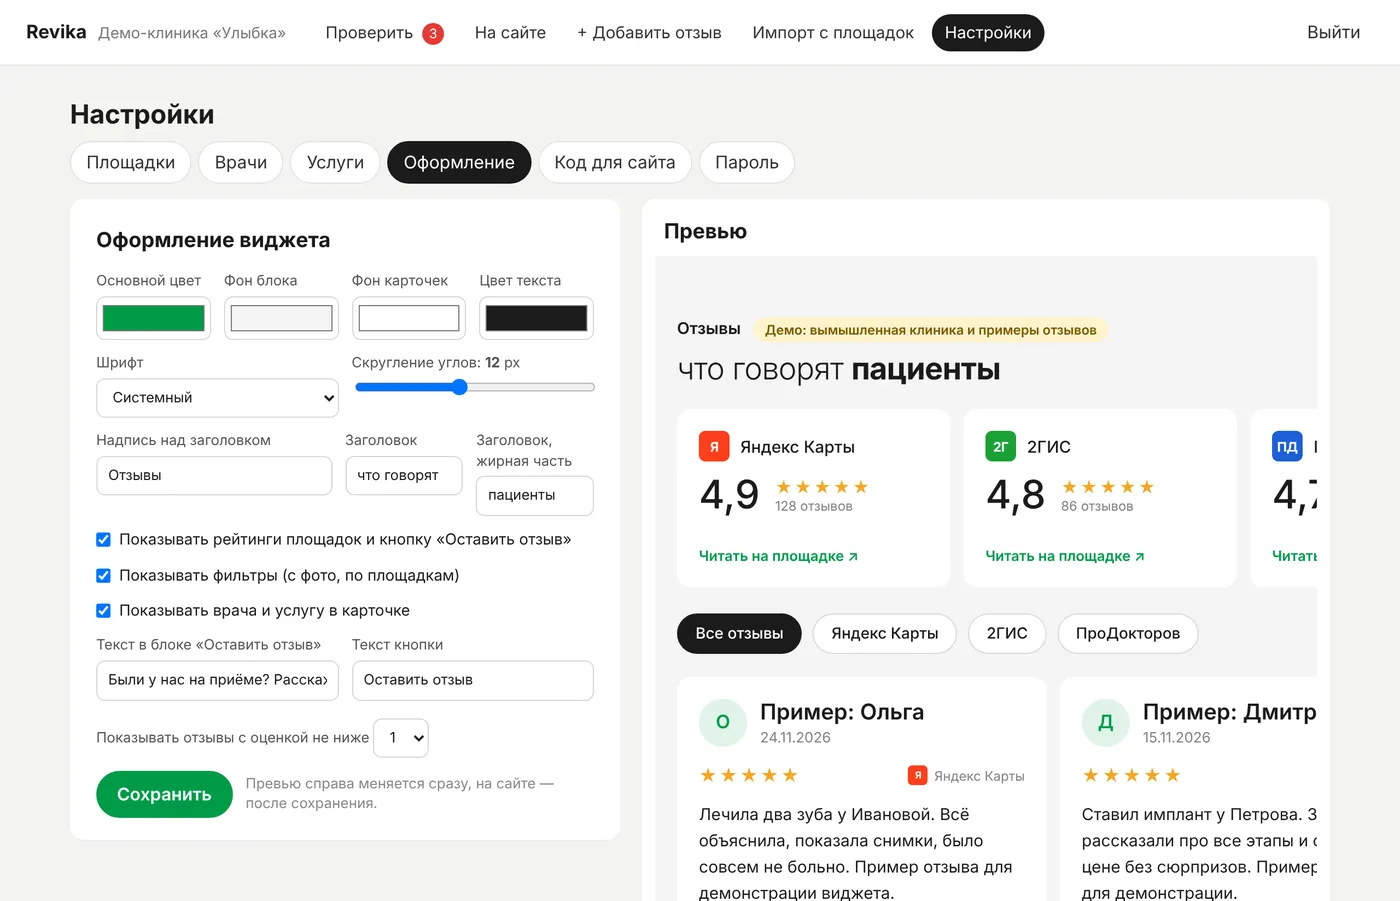 Revika Демо-клиника «Улыбка» Проверить 3 На сайте + Добавить отзыв Импорт с площадок Настройки Выйти
Настройки
Площадки Врачи Услуги Оформление Код для сайта Пароль
Оформление виджета
Основной цвет Фон блока Фон карточек Цвет текста
Шрифт Скругление углов: 12 px
Системный
Надпись над заголовком Заголовок Заголовок,
жирная часть
Отзывы что говорят пациенты
Показывать рейтинги площадок и кнопку «Оставить отзыв»
Показывать фильтры (с фото, по площадкам)
Показывать врача и услугу в карточке
Текст в блоке «Оставить отзыв» Текст кнопки
Были у нас на приёме? Расска Оставить отзыв
Показывать отзывы с оценкой не ниже 1
Сохранить Превью справа меняется сразу, на сайте —
после сохранения.
Превью
Отзывы Демо: вымышленная клиника и примеры отзывов
что говорят пациенты
Я Яндекс Карты 2Г 2ГИС ПД
4,9 128 отзывов 4,8 86 отзывов 4,7
Читать на площадке ↗ Читать на площадке ↗ Читать
Все отзывы Яндекс Карты 2ГИС ПроДокторов
О Пример: Ольга
24.11.2026
Я Яндекс Карты
Лечила два зуба у Ивановой. Всё
объяснила, показала снимки, было
совсем не больно. Пример отзыва для
демонстрации виджета.
Д Пример: Дмитр
15.11.2026
Ставил имплант у Петрова. З
рассказали про все этапы и
цене без сюрпризов. Пример
для демонстрации.